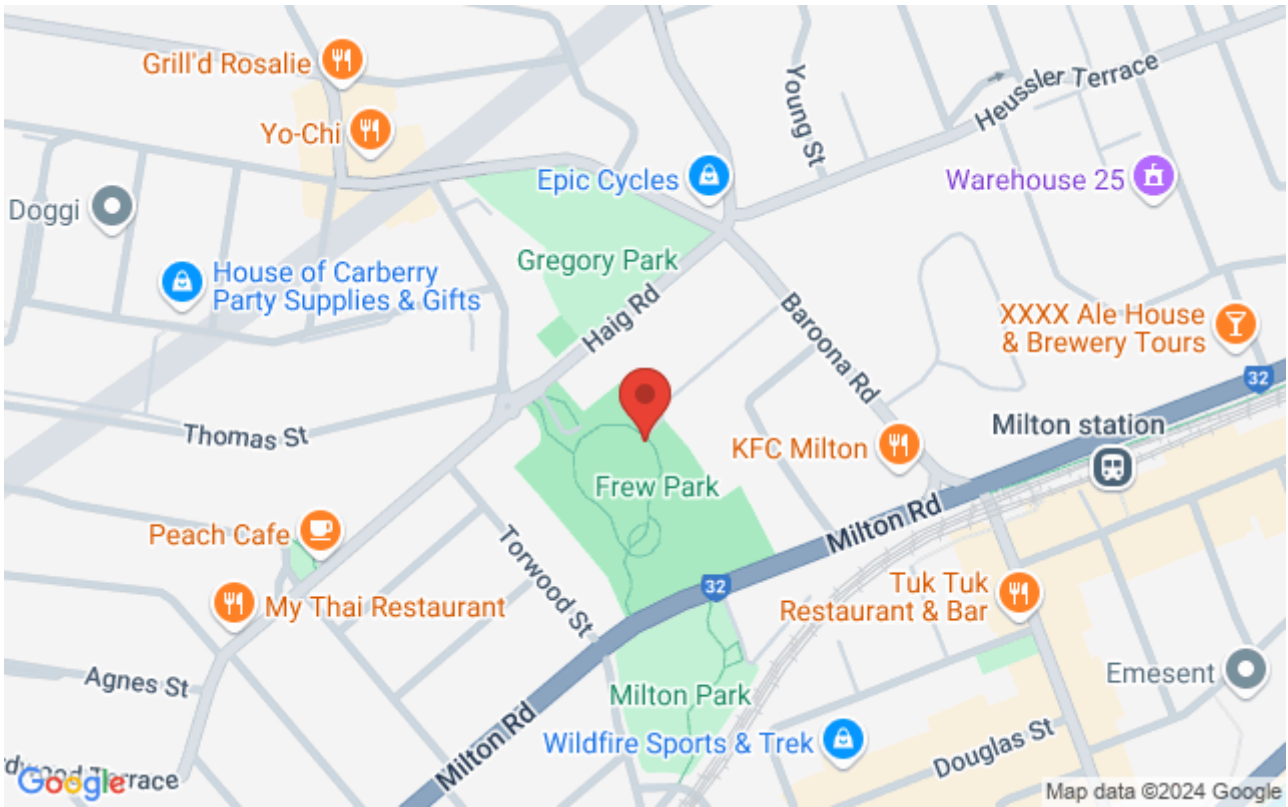 Grill'd Rosalie
Yo-Chi
Young St
Heussler Terrace
Epic Cycles
Warehouse 25
Doggi
Gregory Park
House of Carberry
Party Supplies & Gifts
Haig Rd
Baroona Rd
XXXX Ale House
& Brewery Tours
32
Thomas St
Milton station
KFC Milton
Frew Park
Milton Rd
Peach Cafe
Torwood St
32
Tuk Tuk
Restaurant & Bar
My Thai Restaurant
Agnes St
Milton Park
Emesent
Milton Rd
Wildfire Sports & Trek
Douglas St
Terrace
Google
Map data ©2024 Google